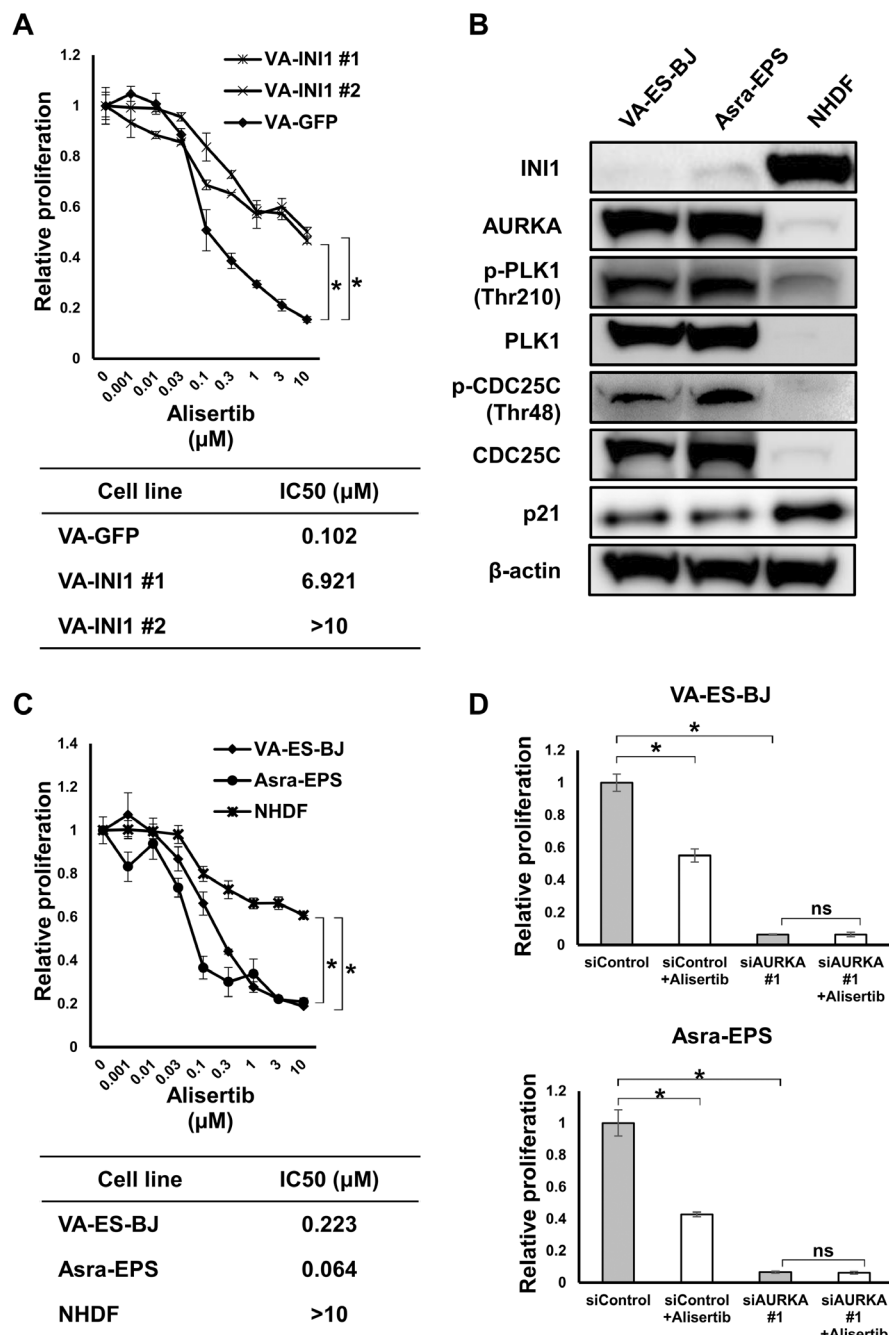 A
1.2
1
0.8
0.6
0.4
0.2
0
Relative proliferation
VA-INI1 #1
VA-INI1 #2
VA-GFP
*
*
0
0.001
0.01
0.03
0.1
0.3
1
3
10
Alisertib
(µM)
Cell line IC50 (µM)
VA-GFP 0.102
VA-INI1 #1 6.921
VA-INI1 #2 >10
B
VA-ES-BJ
Asra-EPS
NHDF
INI1
AURKA
p-PLK1
(Thr210)
PLK1
p-CDC25C
(Thr48)
CDC25C
p21
β-actin
C
1.4
1.2
1
0.8
0.6
0.4
0.2
0
Relative proliferation
VA-ES-BJ
Asra-EPS
NHDF
*
*
0
0.001
0.01
0.03
0.1
0.3
1
3
10
Alisertib
(µM)
Cell line IC50 (µM)
VA-ES-BJ 0.223
Asra-EPS 0.064
NHDF >10
D
VA-ES-BJ
1.2
1
0.8
0.6
0.4
0.2
0
Relative proliferation
*
*
ns
siControl
siControl
+Alisertib
siAURKA
#1
siAURKA
#1
+Alisertib
Asra-EPS
1.2
1
0.8
0.6
0.4
0.2
0
Relative proliferation
*
*
ns
siControl
siControl
+Alisertib
siAURKA
#1
siAURKA
#1
+Alisertib